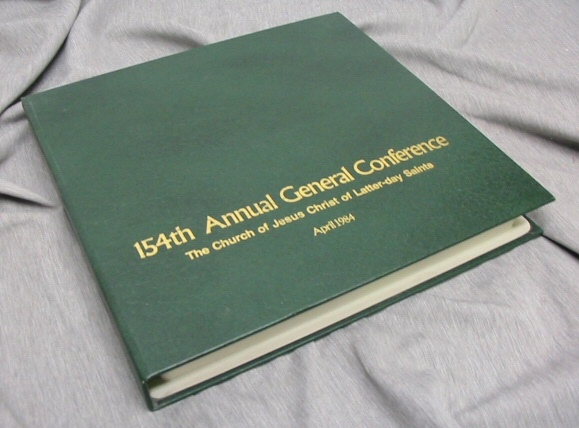 154th Annual General Conference
The Church of Jesus Christ of Latter-day Saints
April 1984